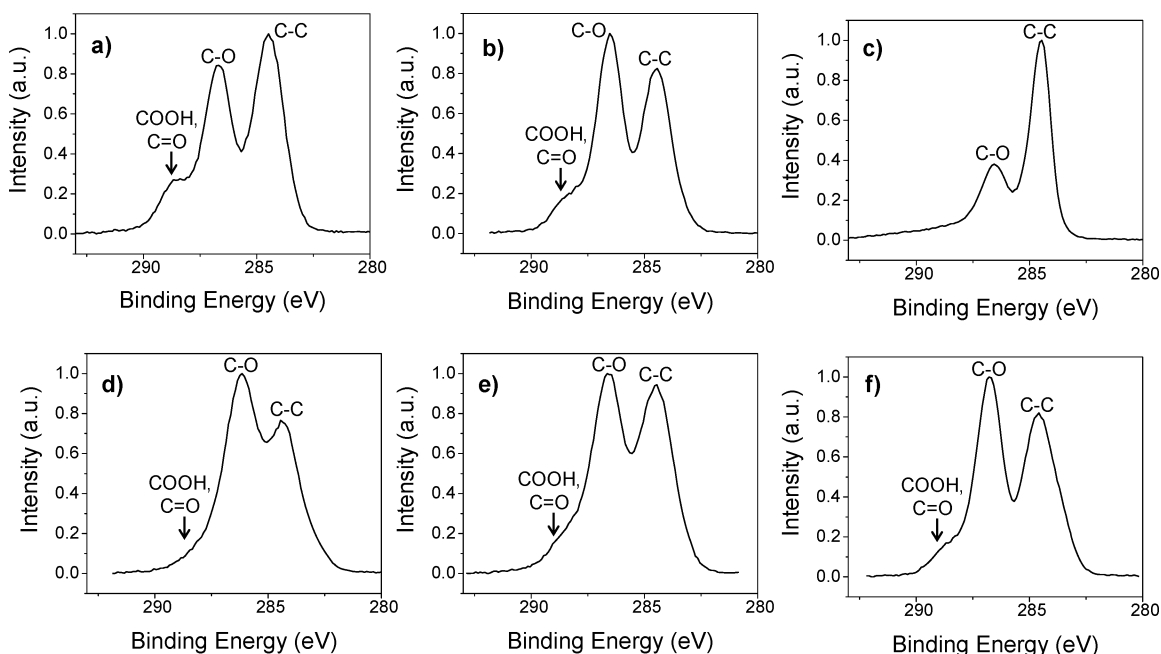 a)
C-O
C-C
COOH,
C=O
Intensity (a.u.)
1.0
0.8
0.6
0.4
0.2
0.0
290
285
280
Binding Energy (eV)
b)
C-O
C-C
COOH,
C=O
Intensity (a.u.)
1.0
0.8
0.6
0.4
0.2
0.0
290
285
280
Binding Energy (eV)
c)
C-C
C-O
Intensity (a.u.)
1.0
0.8
0.6
0.4
0.2
0.0
290
285
280
Binding Energy (eV)
d)
C-O
C-C
COOH,
C=O
Intensity (a.u.)
1.0
0.8
0.6
0.4
0.2
0.0
290
285
280
Binding Energy (eV)
e)
C-O
C-C
COOH,
C=O
Intensity (a.u.)
1.0
0.8
0.6
0.4
0.2
0.0
290
285
280
Binding Energy (eV)
f)
C-O
C-C
COOH,
C=O
Intensity (a.u.)
1.0
0.8
0.6
0.4
0.2
0.0
290
285
280
Binding Energy (eV)